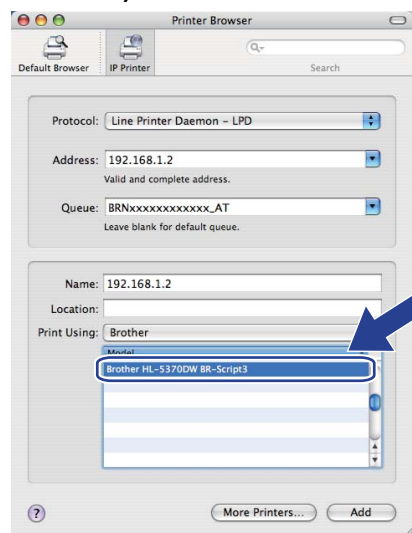 Printer Browser
Default Browser
IP Printer
Q
Search
Protocol: Line Printer Daemon – LPD
Address: 192.168.1.2
Valid and complete address.
Queue: BRNxxxxxxxxxxxx_AT
Leave blank for default queue.
Name: 192.168.1.2
Location:
Print Using: Brother
Model
Brother HL-5370DW BR-Script3
? More Printers... Add